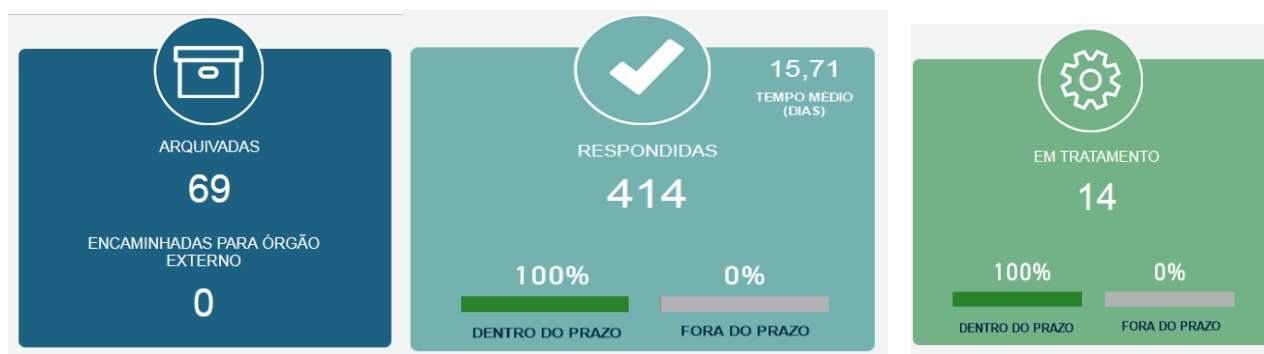 ARQUIVADAS
69
ENCAMINHADAS PARA ÓRGÃO
EXTERNO
0
15,71
TEMPO MÉDIO
(DIAS)
RESPONDIDAS
414
100%
0%
DENTRO DO PRAZO
FORA DO PRAZO
EM TRATAMENTO
14
100%
0%
DENTRO DO PRAZO
FORA DO PRAZO